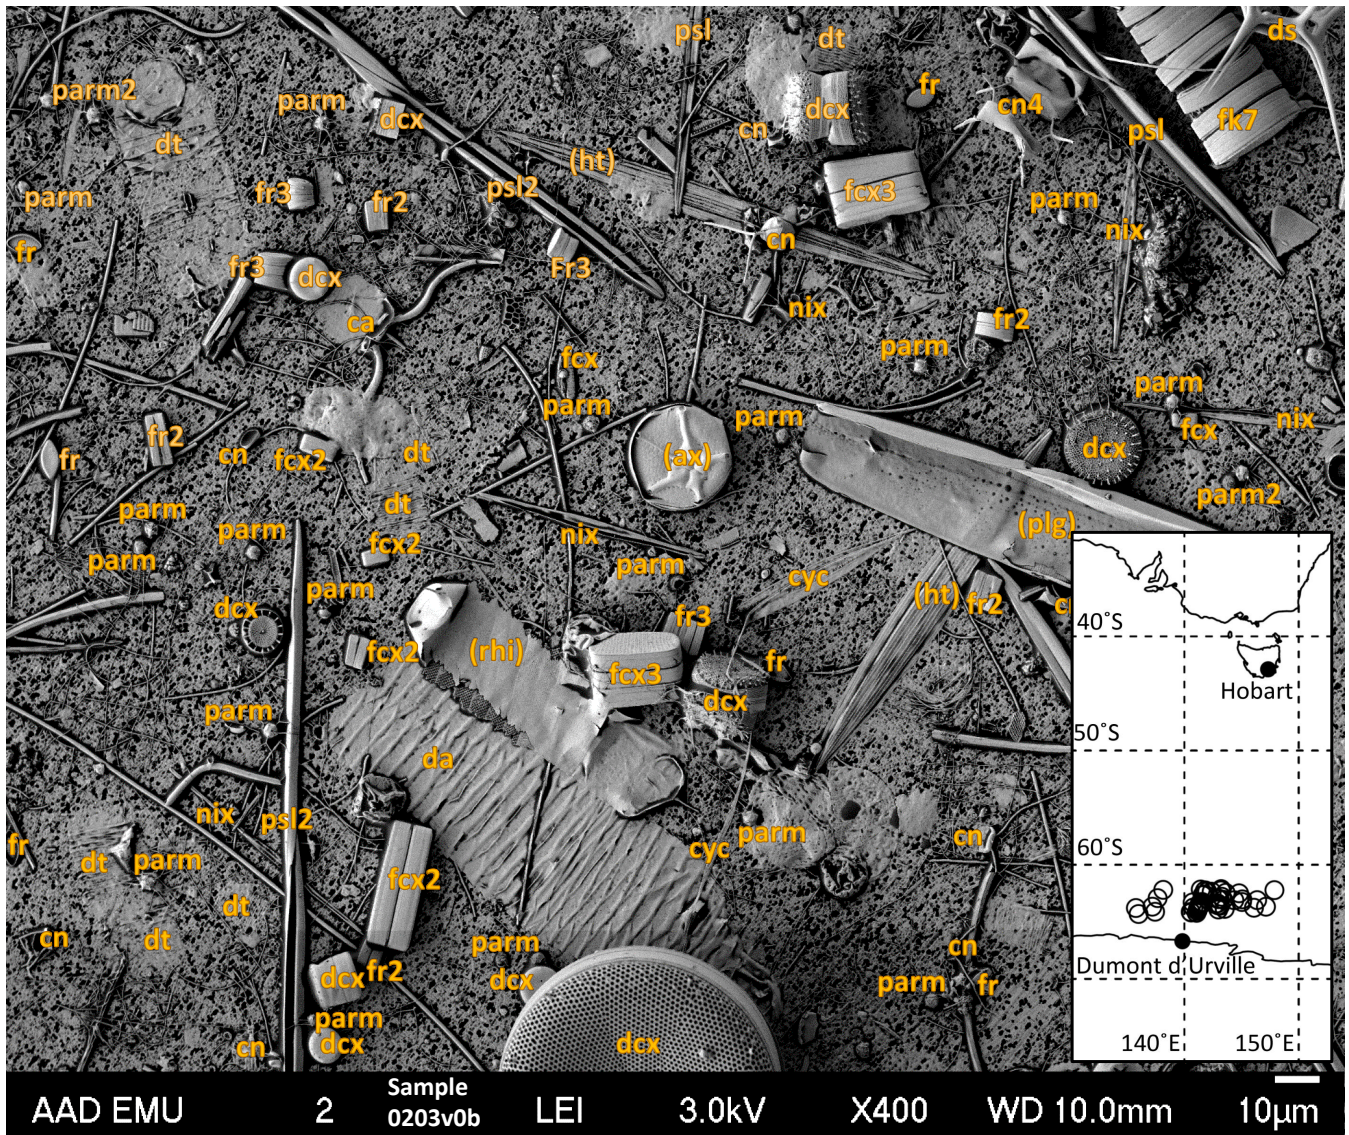 psl
dt
ds
parm2
parm
dcx
fr
dcx
cn
cn4
psl
fk7
dt
(ht)
parm
fr3
fr2
psl2
fcx3
parm
nix
fr
fr3
dcx
Fr3
cn
ca
nix
fr2
parm
fcx
parm
parm
parm
fcx
nix
fr2
fr
cn
fcx2
dt
(ax)
dcx
parm2
dt
parm
parm
parm
fcx2
nix
parm
(plg)
cyc
(ht)
fr2
parm
dcx
fr3
fcx2
(rhi)
fcx3
fr
dcx
parm
da
nix
psl2
parm
cyc
cn
fr
dt
parm
fcx2
dt
cn
dt
parm
cn
dcx
fr2
dcx
parm
fr
parm
cn
dcx
dcx
40°S
Hobart
50°S
60°S
Dumont d'Urville
140°E
150°E
AAD EMU
2
Sample
0203v0b
LEI
3.0kV
X400
WD 10.0mm
10µm